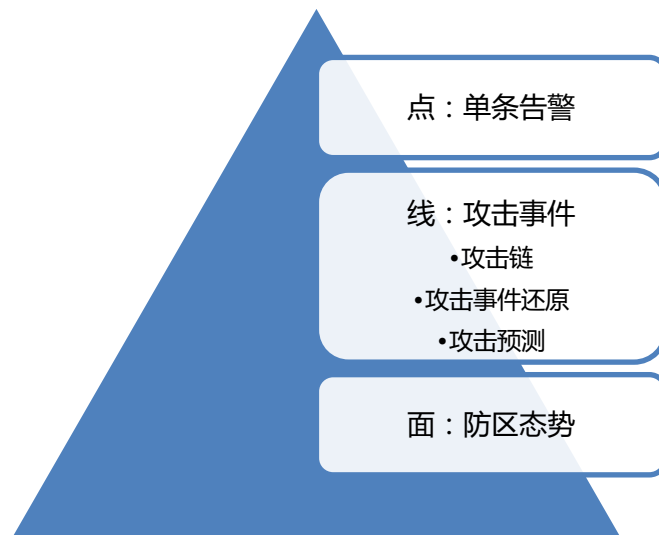 点：单条告警
线：攻击事件
•攻击链
•攻击事件还原
•攻击预测
面：防区态势